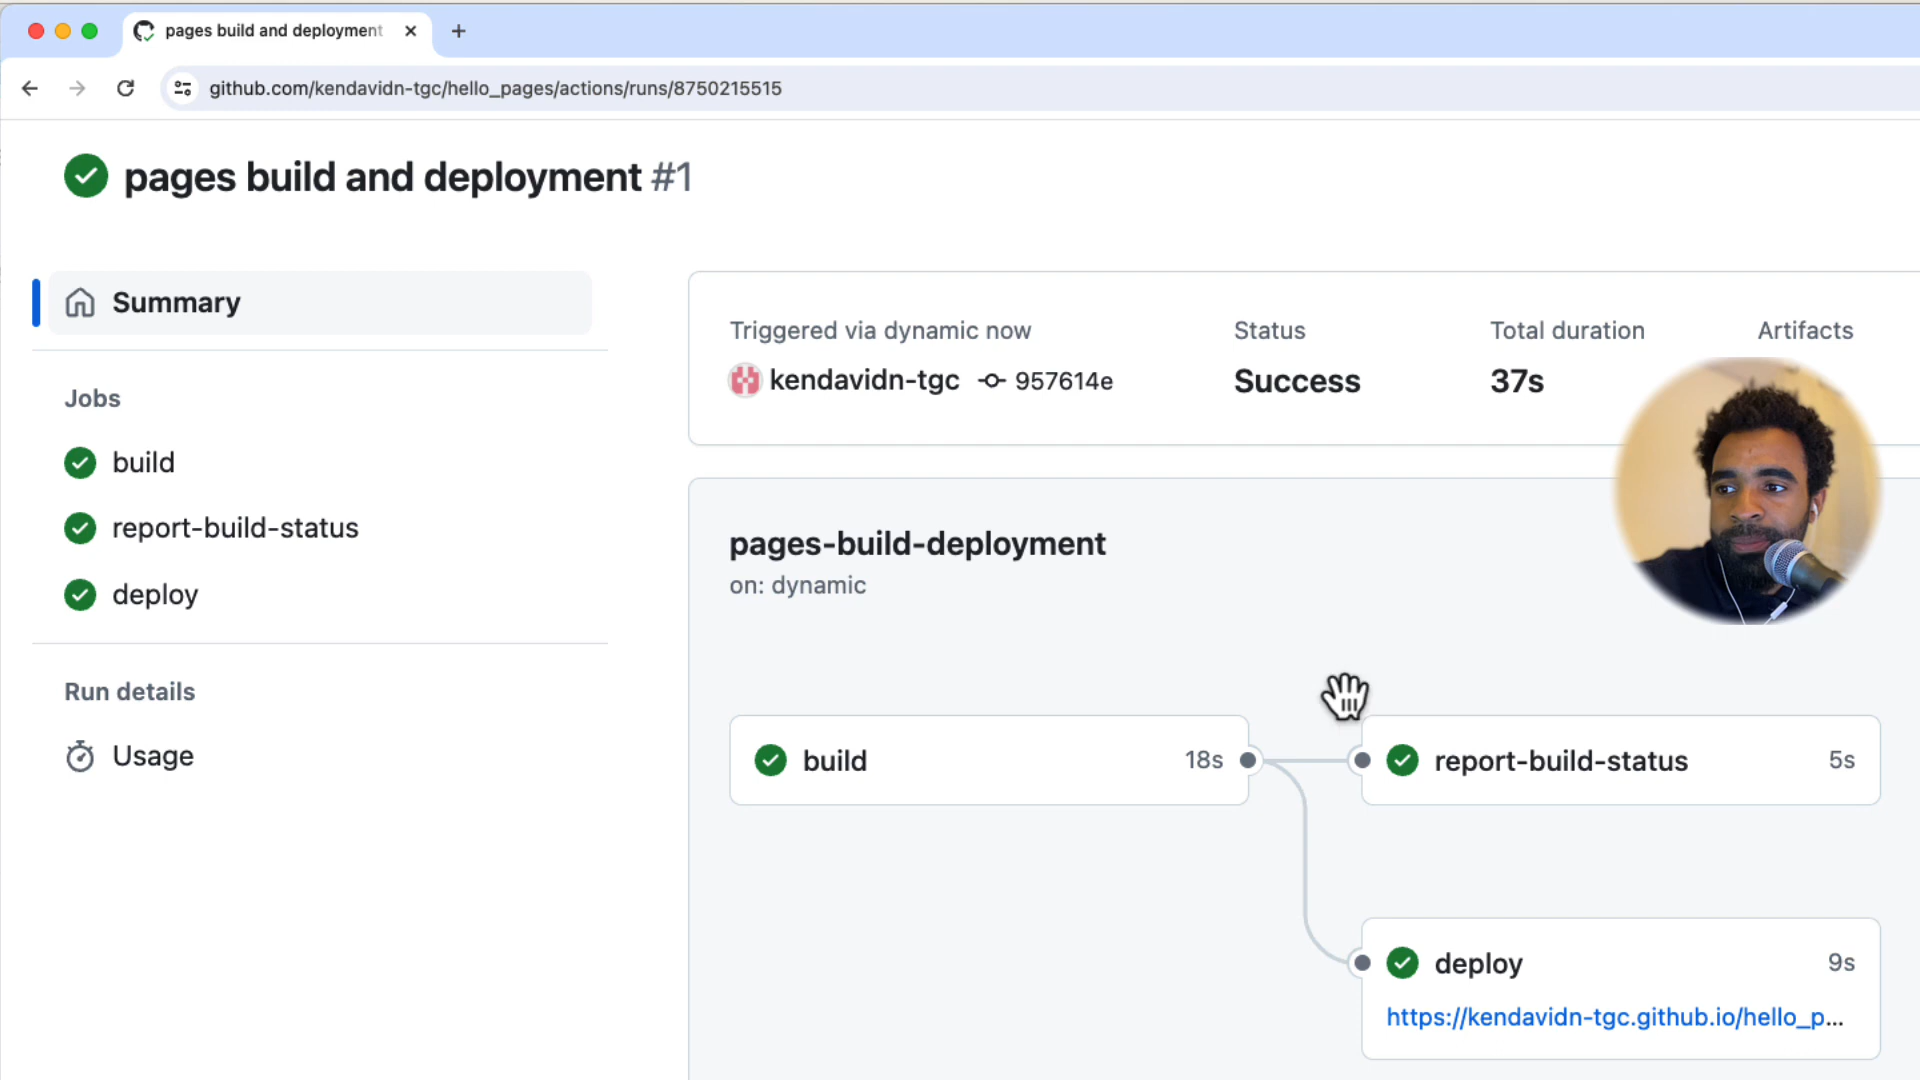 pages build and deployment
github.com/kendavidn-tgc/hello_pages/actions/runs/8750215515
pages build and deployment #1
Summary
Jobs
build
report-build-status
deploy
Run details
Usage
Triggered via dynamic now
kendavidn-tgc 957614e
Status
Success
Total duration
37s
Artifacts
pages-build-deployment
on: dynamic
build 18s
report-build-status 5s
deploy 9s
https://kendavidn-tgc.github.io/hello_p...